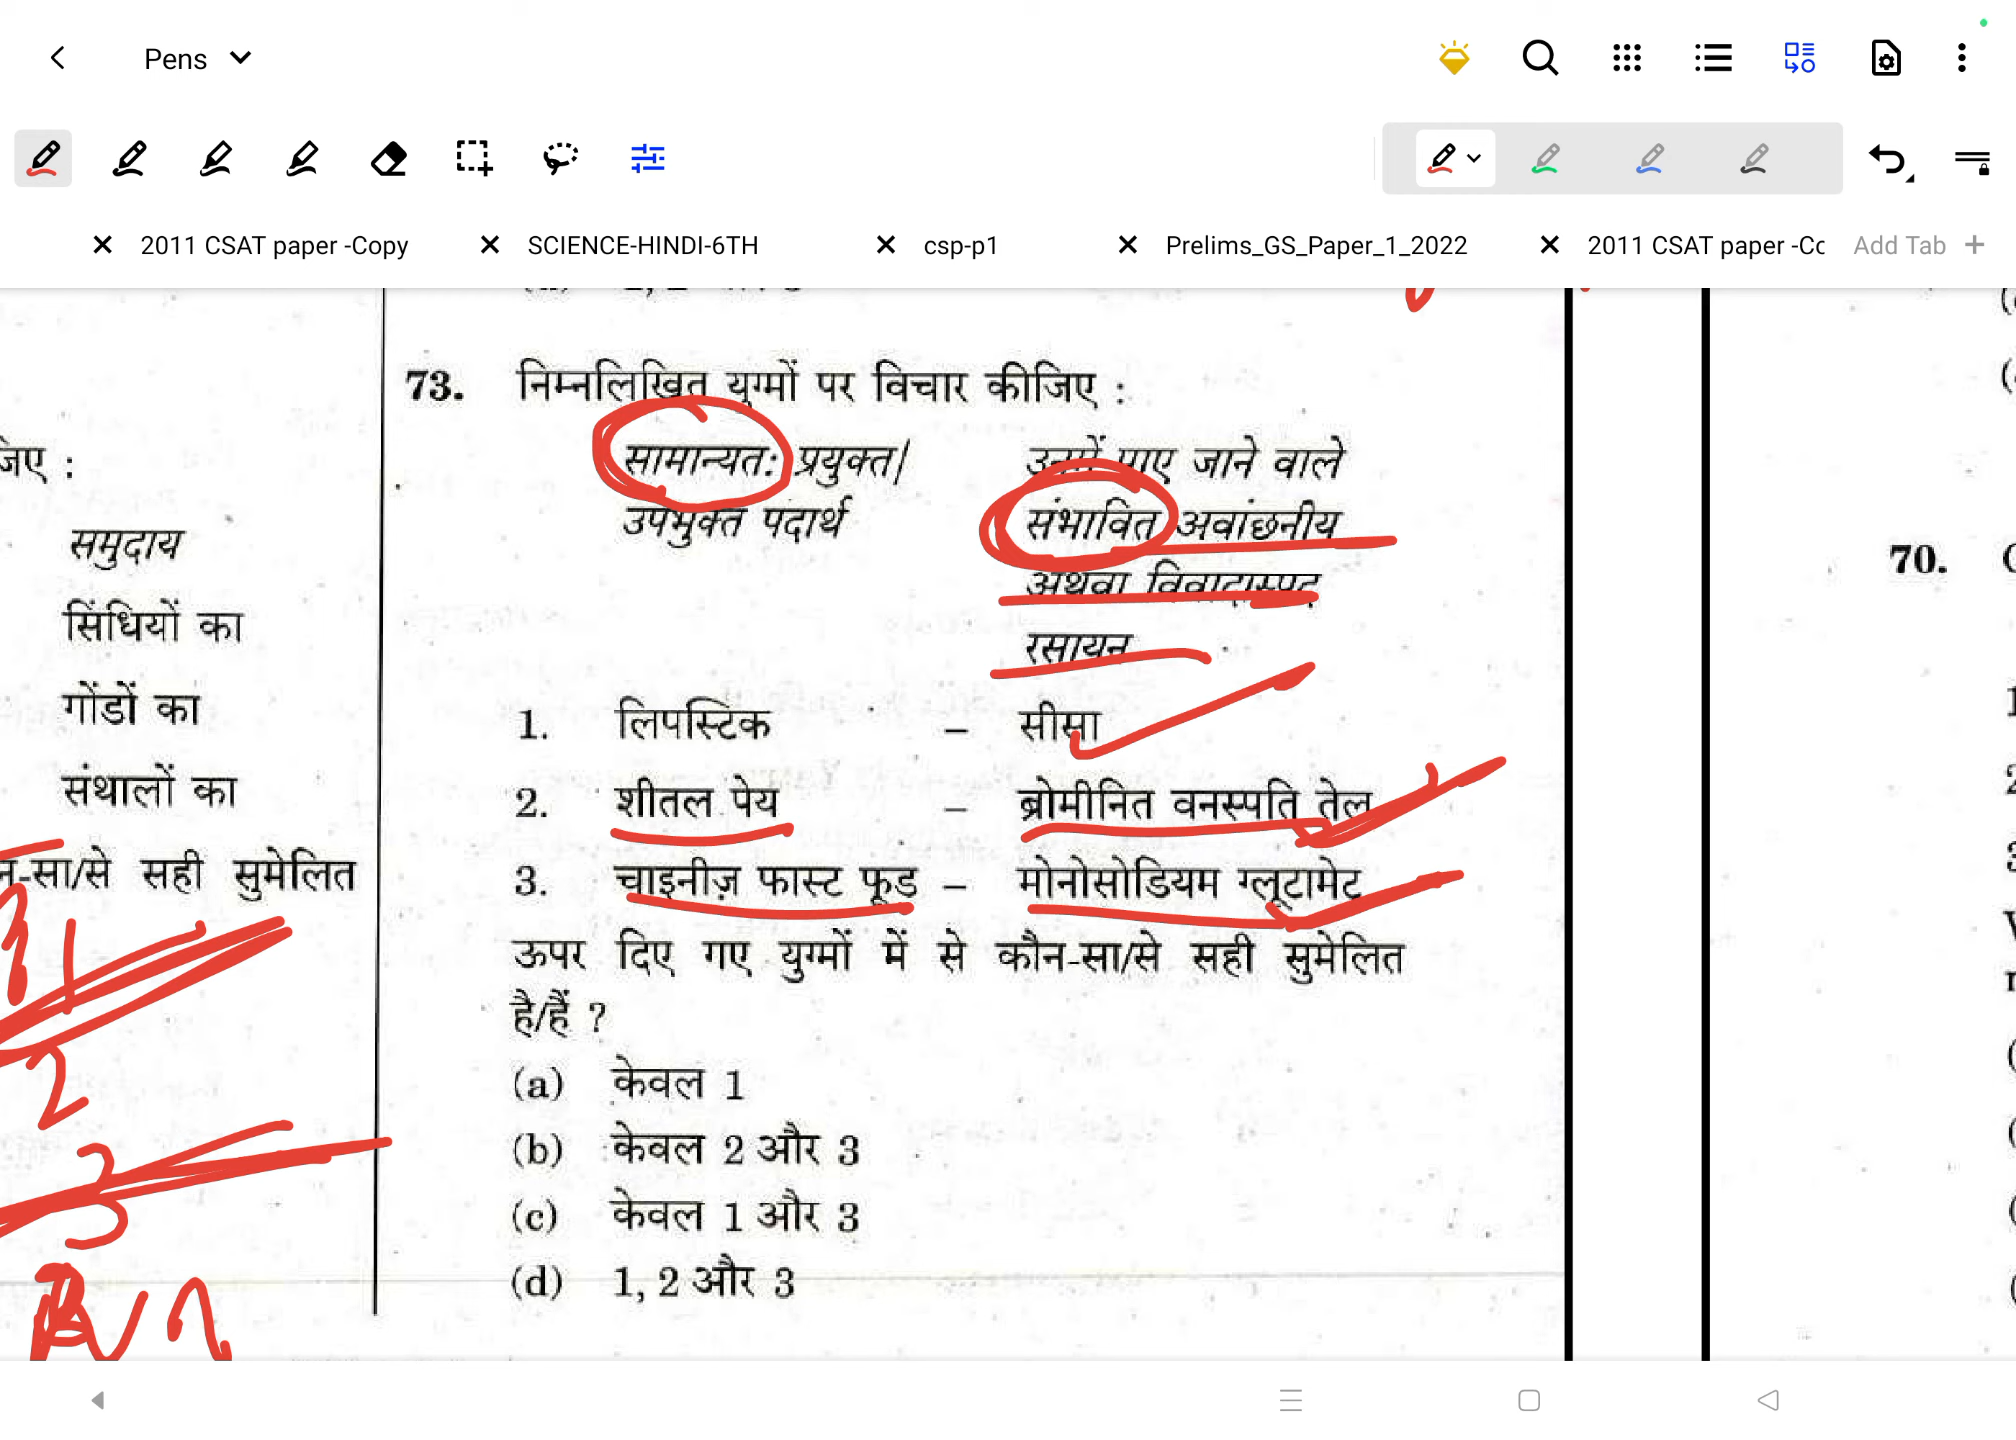 Pens
2011 CSAT paper -Copy
SCIENCE-HINDI-6TH
csp-p1
Prelims_GS_Paper_1_2022
2011 CSAT paper -Cc
Add Tab +
जिए :
समुदाय
सिंधियों का
गोंडों का
संथालों का
न-सा/से सही सुमेलित
1
2
3
73. निम्नलिखित युग्मों पर विचार कीजिए :
सामान्यतः प्रयुक्त/ उनमें पाए जाने वाले
उपभुक्त पदार्थ संभावित अवांछनीय
अथवा विवादास्पद
रसायन
1. लिपस्टिक – सीसा
2. शीतल पेय – ब्रोमीनित वनस्पति तेल
3. चाइनीज़ फास्ट फूड – मोनोसोडियम ग्लूटामेट
ऊपर दिए गए युग्मों में से कौन-सा/से सही सुमेलित
है/हैं ?
(a) केवल 1
(b) केवल 2 और 3
(c) केवल 1 और 3
(d) 1, 2 और 3
70.